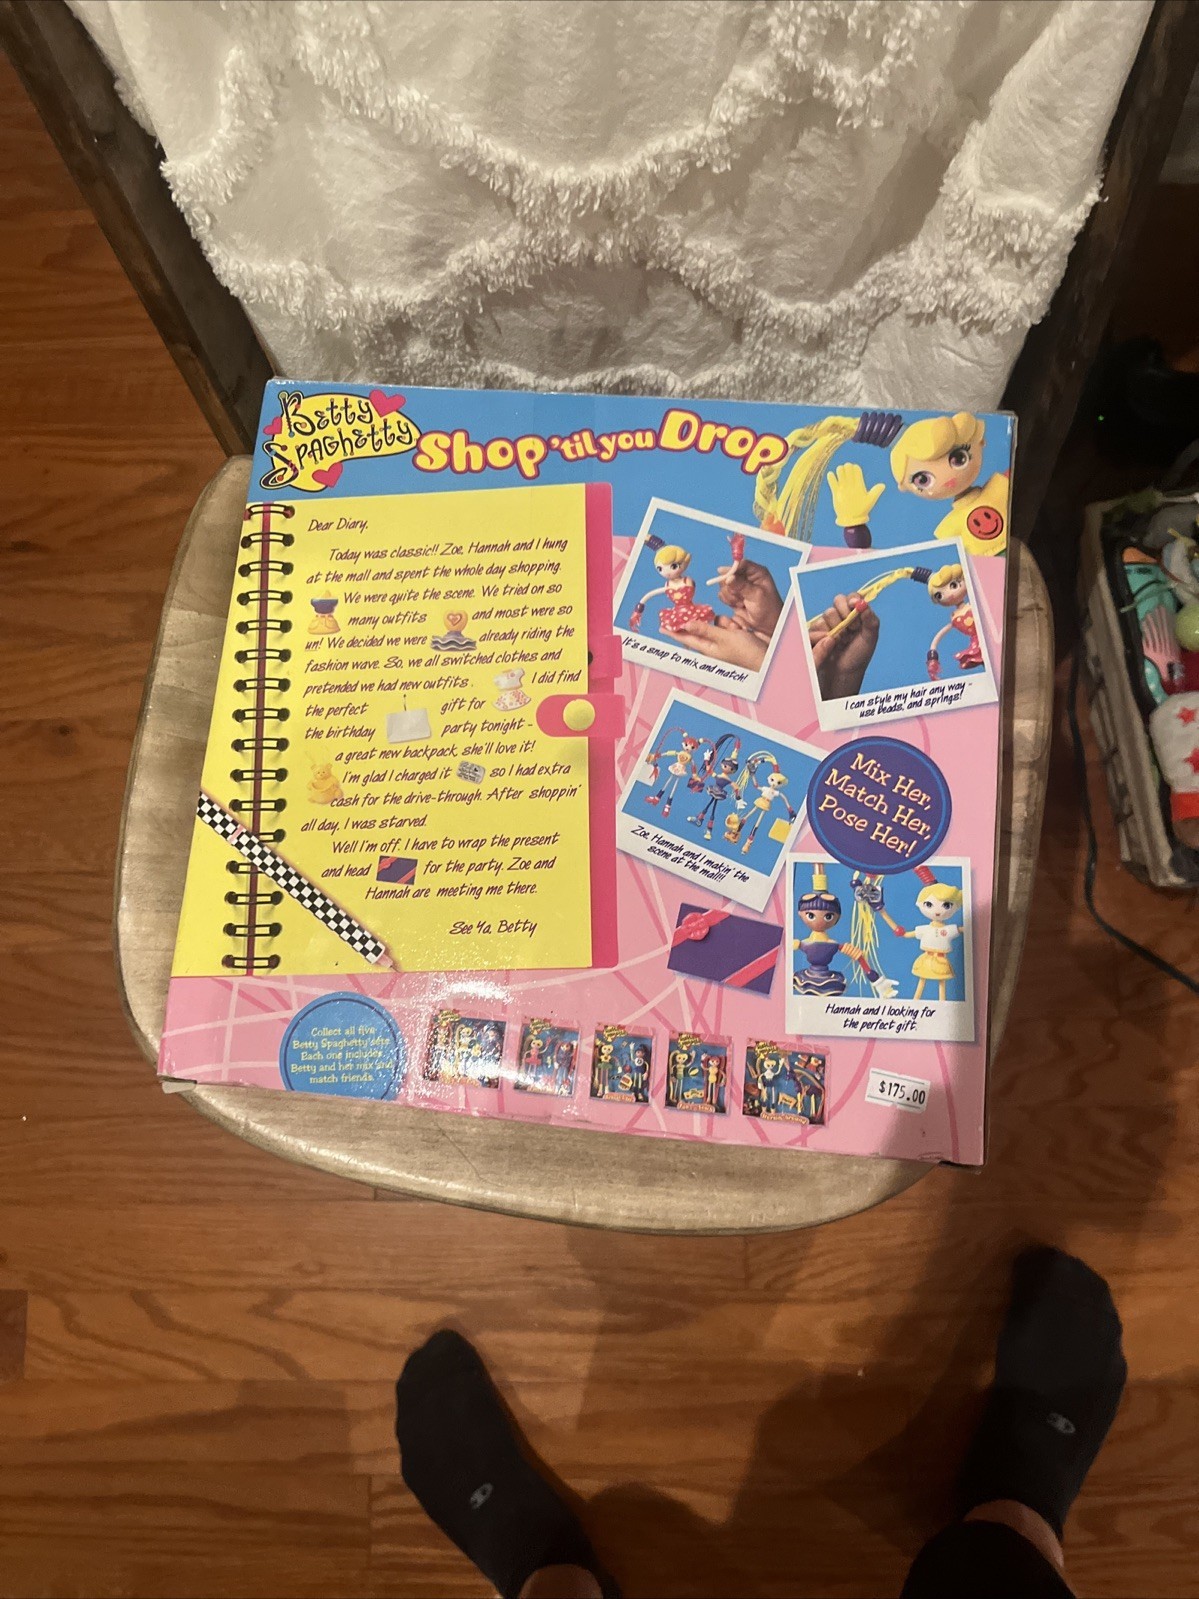 Betty
Spaghetty
Shop 'til you Drop
Dear Diary,
Today was classic!! Zoe, Hannah and I hung
at the mall and spent the whole day shopping.
We were quite the scene. We tried on so
many outfits and most were so
un! We decided we were already riding the
fashion wave. So, we all switched clothes and
pretended we had new outfits. I did find
the perfect gift for
the birthday party tonight -
a great new backpack, she'll love it!
I'm glad I charged it so I had extra
cash for the drive-through. After shoppin'
all day, I was starved.
Well I'm off. I have to wrap the present
and head for the party. Zoe and
Hannah are meeting me there.
See Ya, Betty
It's a snap to mix and match!
I can style my hair any way -
use beads, and springs!
Zoe, Hannah and I makin' the
scene at the mall!!
Mix Her,
Match Her,
Pose Her!
Hannah and I looking for
the perfect gift.
Collect all five
Betty Spaghetty sets.
Each one includes
Betty and her mix and
match friends.
$175.00